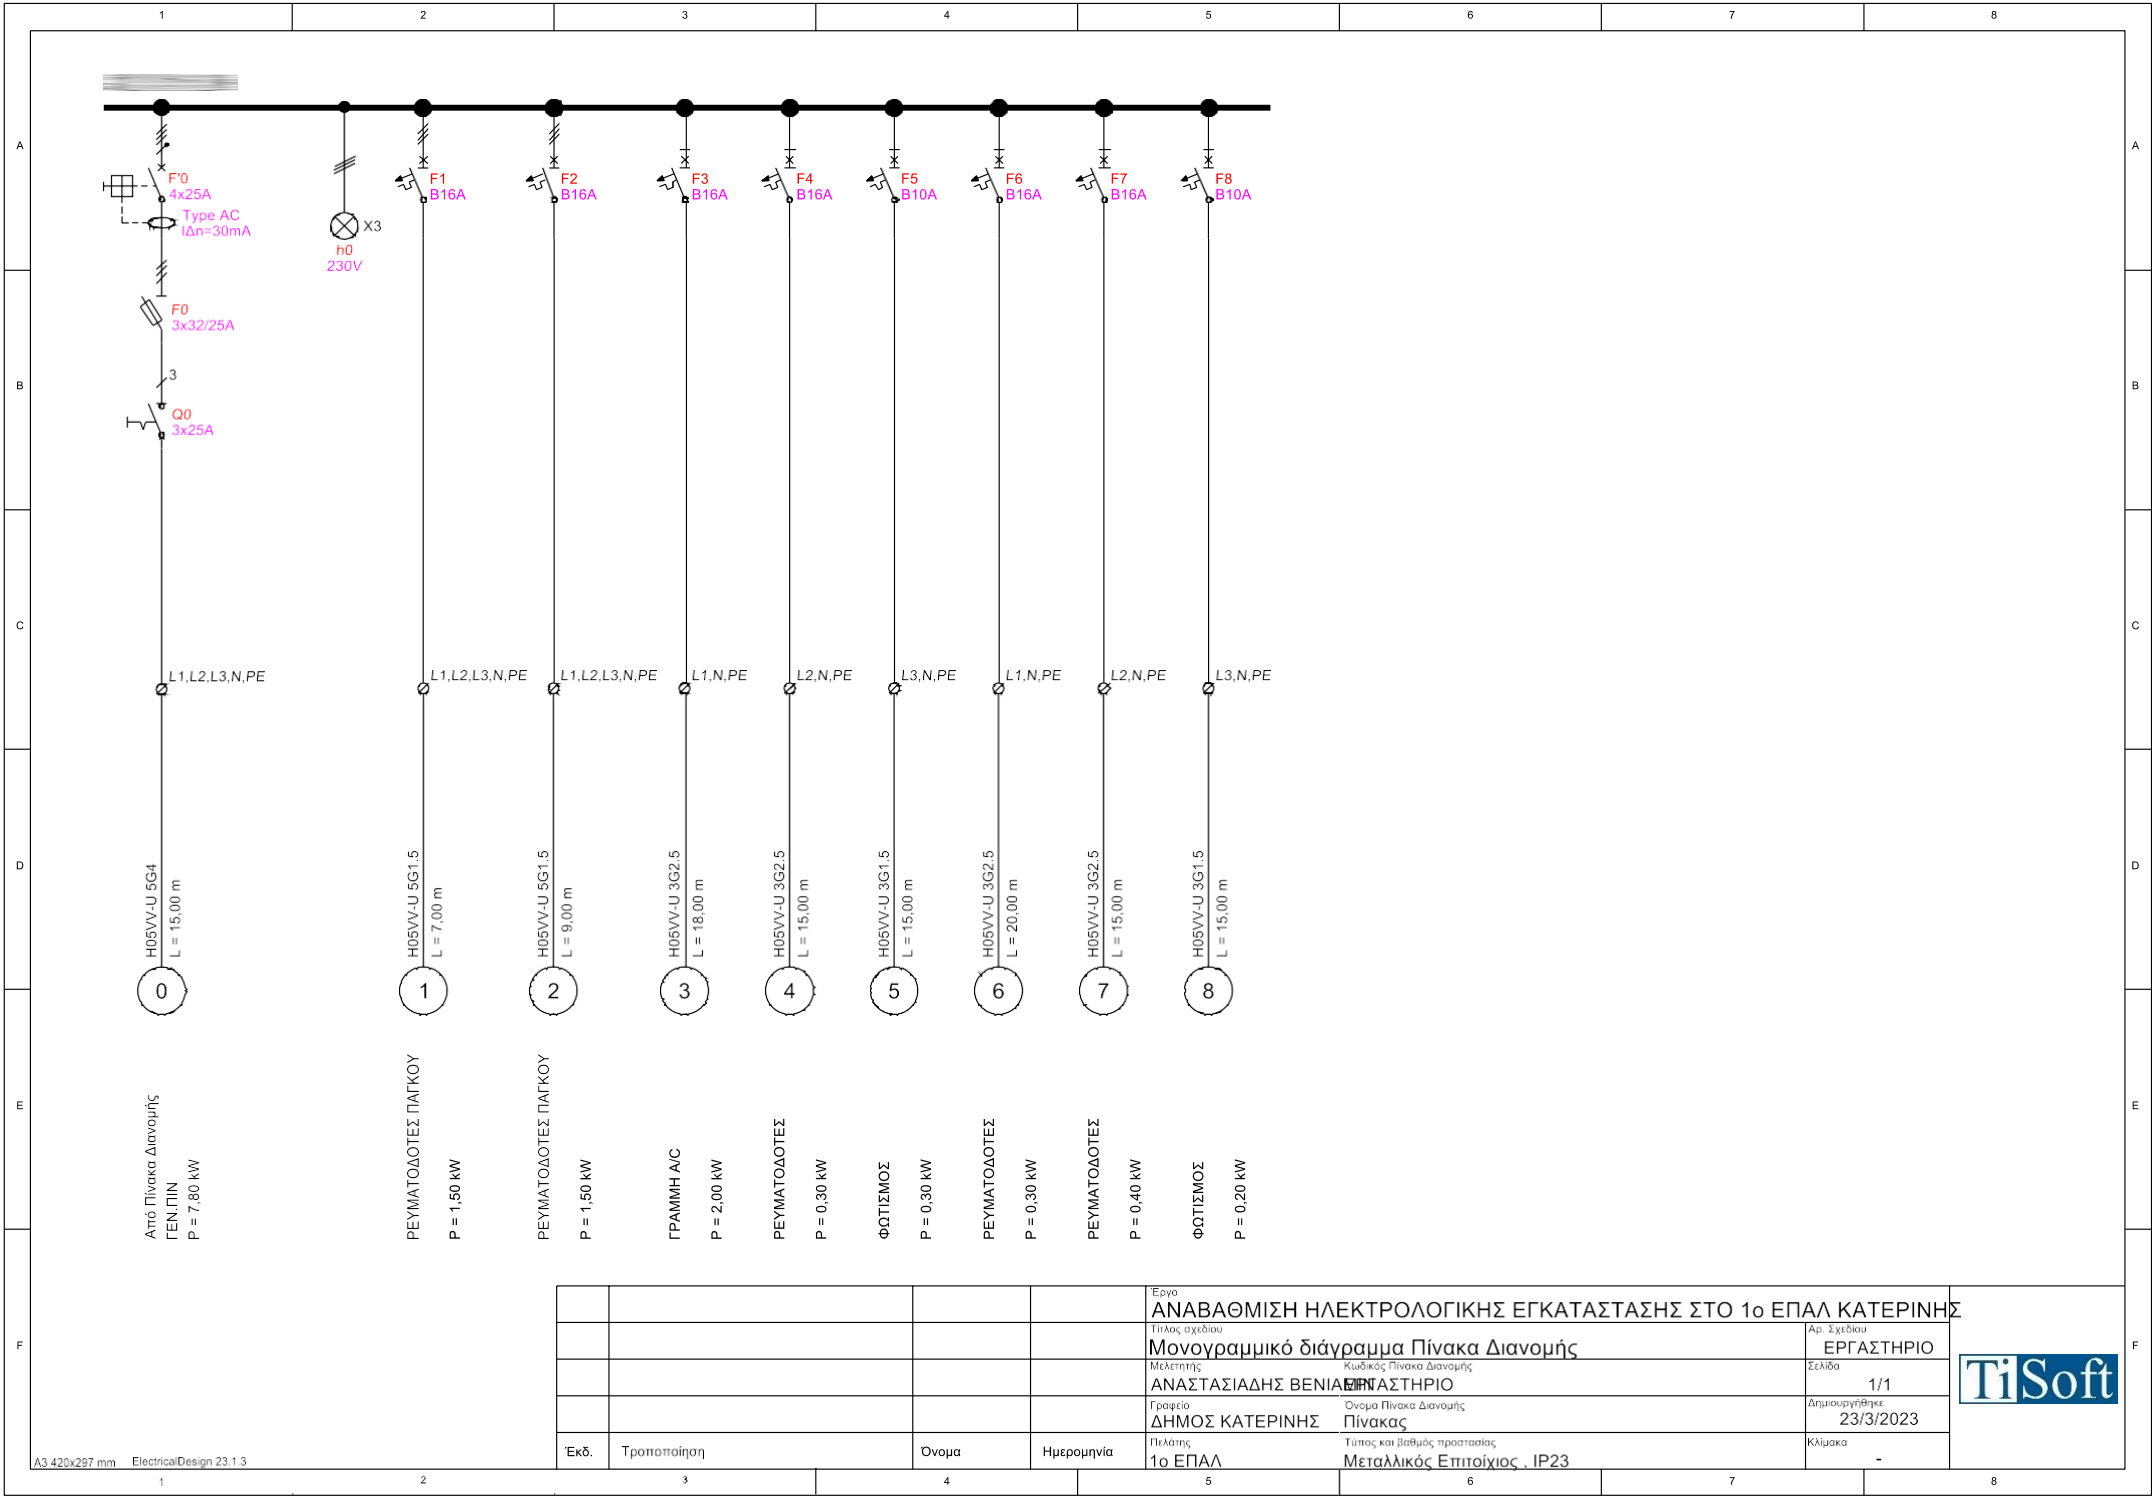 1 2 3 4 5 6 7 8
A A
F'0
4x25A
Type AC
IΔn=30mA
X3
h0
230V
F1
B16A
F2
B16A
F3
B16A
F4
B16A
F5
B10A
F6
B16A
F7
B16A
F8
B10A
F0
3x32/25A
B B
3
Q0
3x25A
C C
L1,L2,L3,N,PE
L1,L2,L3,N,PE
L1,L2,L3,N,PE
L1,N,PE
L2,N,PE
L3,N,PE
L1,N,PE
L2,N,PE
L3,N,PE
D D
H05VV-U 5G4
L = 15,00 m
H05VV-U 5G1.5
L = 7,00 m
H05VV-U 5G1.5
L = 9,00 m
H05VV-U 3G2.5
L = 18,00 m
H05VV-U 3G2.5
L = 15,00 m
H05VV-U 3G1.5
L = 15,00 m
H05VV-U 3G2.5
L = 20,00 m
H05VV-U 3G2.5
L = 15,00 m
H05VV-U 3G1.5
L = 15,00 m
0 1 2 3 4 5 6 7 8
E E
Από Πίνακα Διανομής
ΓΕΝ.ΠΙΝ
P = 7,80 kW
ΡΕΥΜΑΤΟΔΟΤΕΣ ΠΑΓΚΟΥ
P = 1,50 kW
ΡΕΥΜΑΤΟΔΟΤΕΣ ΠΑΓΚΟΥ
P = 1,50 kW
ΓΡΑΜΜΗ A/C
P = 2,00 kW
ΡΕΥΜΑΤΟΔΟΤΕΣ
P = 0,30 kW
ΦΩΤΙΣΜΟΣ
P = 0,30 kW
ΡΕΥΜΑΤΟΔΟΤΕΣ
P = 0,30 kW
ΡΕΥΜΑΤΟΔΟΤΕΣ
P = 0,40 kW
ΦΩΤΙΣΜΟΣ
P = 0,20 kW
F F
Έργο
ΑΝΑΒΑΘΜΙΣΗ ΗΛΕΚΤΡΟΛΟΓΙΚΗΣ ΕΓΚΑΤΑΣΤΑΣΗΣ ΣΤΟ 1ο ΕΠΑΛ ΚΑΤΕΡΙΝΗΣ
Τίτλος σχεδίου
Μονογραμμικό διάγραμμα Πίνακα Διανομής
Αρ. Σχεδίου
ΕΡΓΑΣΤΗΡΙΟ
Μελετητής
ΑΝΑΣΤΑΣΙΑΔΗΣ ΒΕΝΙΑΜΙΝ
Κωδικός Πίνακα Διανομής
ΕΡΓΑΣΤΗΡΙΟ
Σελίδα
1/1
Γραφείο
ΔΗΜΟΣ ΚΑΤΕΡΙΝΗΣ
Όνομα Πίνακα Διανομής
Πίνακας
Δημιουργήθηκε
23/3/2023
Πελάτης
1ο ΕΠΑΛ
Τύπος και βαθμός προστασίας
Μεταλλικός Επιτοίχιος , IP23
Κλίμακα
-
Έκδ. Τροποποίηση Όνομα Ημερομηνία
TiSoft
A3 420x297 mm ElectricalDesign 23.1.3
1 2 3 4 5 6 7 8